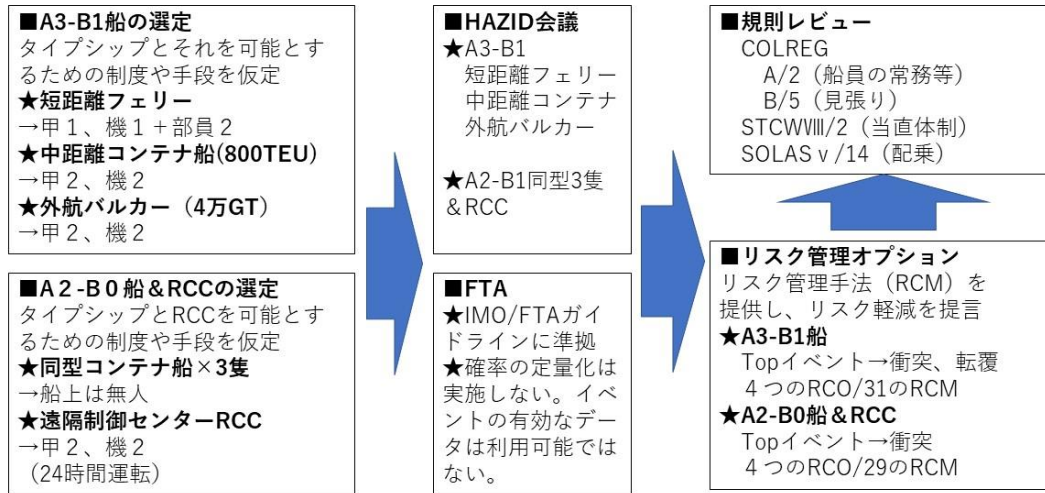 ■A3-B1船の選定
タイプシップとそれを可能とす
るための制度や手段を仮定
★短距離フェリー
→甲１、機１＋部員２
★中距離コンテナ船(800TEU)
→甲２、機２
★外航バルカー（4万GT）
→甲２、機２
■A２-B０船＆RCCの選定
タイプシップとRCCを可能とす
るための制度や手段を仮定
★同型コンテナ船×3隻
→船上は無人
★遠隔制御センターRCC
→甲２、機２
（24時間運転）
■HAZID会議
★A3-B1
短距離フェリー
中距離コンテナ
外航バルカー
★A2-B1同型3隻
＆RCC
■FTA
★IMO/FTAガイ
ドラインに準拠
★確率の定量化は
実施しない。イベ
ントの有効なデー
タは利用可能では
ない。
■規則レビュー
COLREG
A/2（船員の常務等）
B/5（見張り）
STCWⅧ/2（当直体制）
SOLASⅴ/14（配乗）
■リスク管理オプション
リスク管理手法（RCM）を
提供し、リスク軽減を提言
★A3-B1船
Topイベント→衝突、転覆
４つのRCO/31のRCM
★A2-B0船＆RCC
Topイベント→衝突
４つのRCO/29のRCM